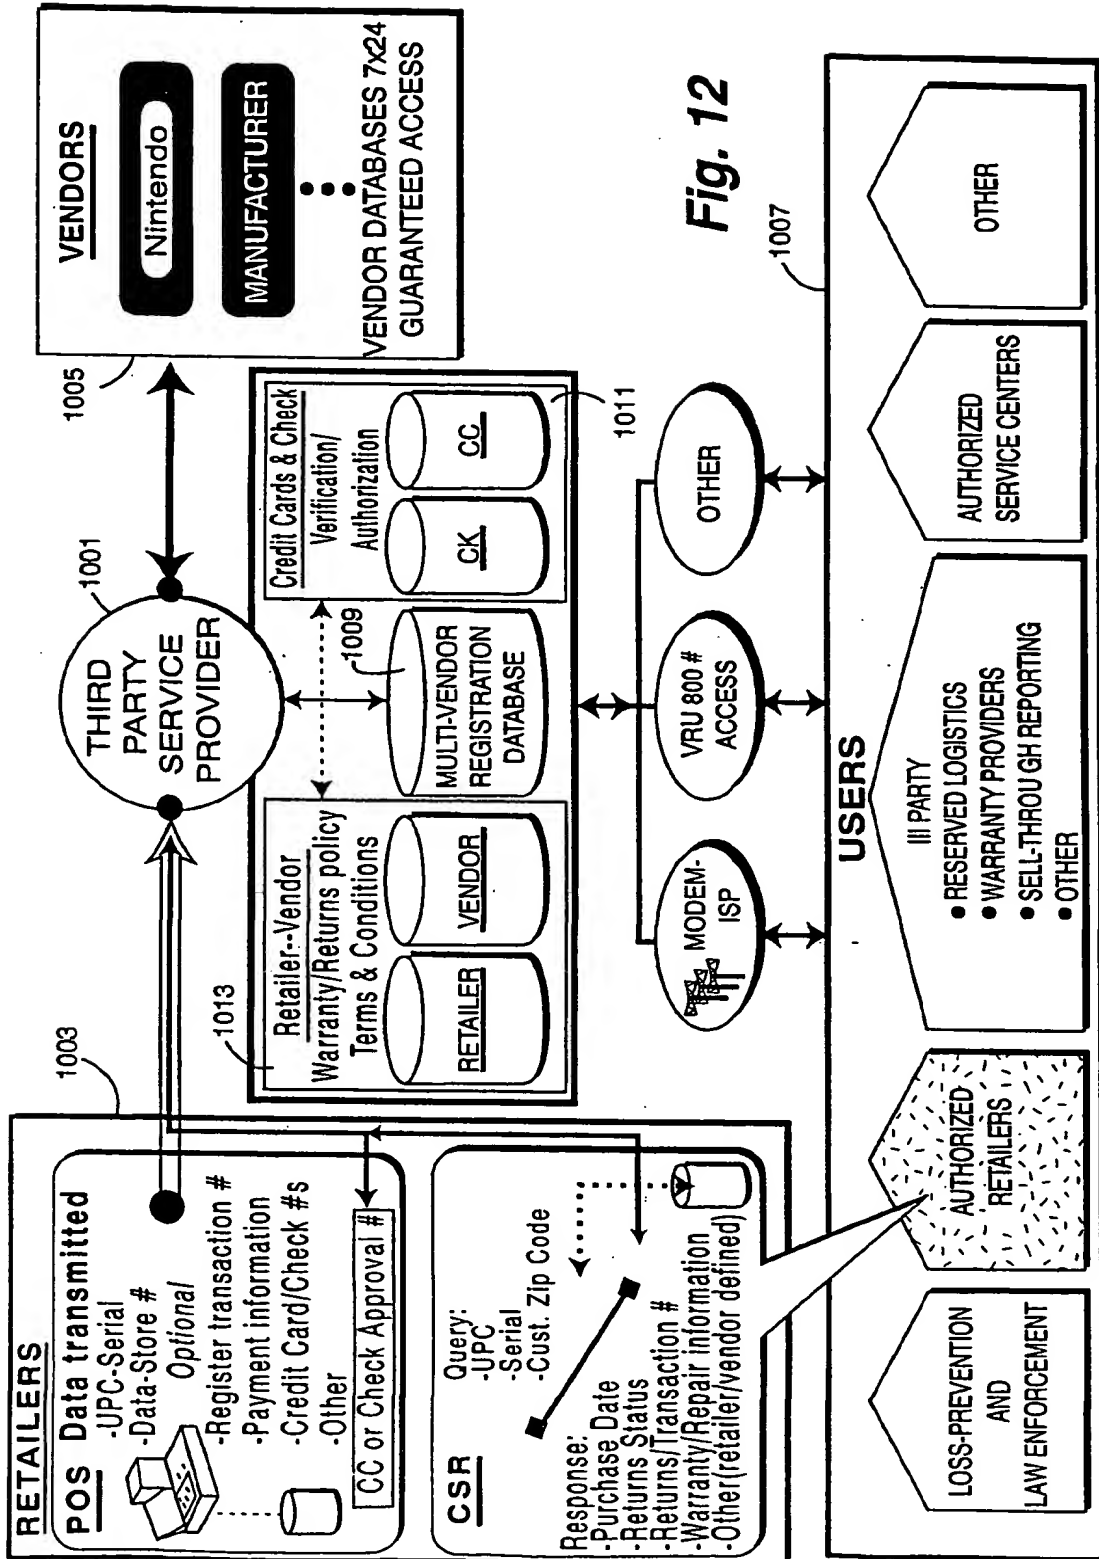 RETAILERS
POS Data transmitted
-UPC-Serial
-Data-Store #
Optional
-Register transaction #
-Payment information
-Credit Card/Check #s
-Other
CC or Check Approval #
CSR
Query:
-UPC
-Serial
-Cust. Zip Code
Response:
-Purchase Date
-Returns Status
-Returns/Transaction #
-Warranty/Repair information
-Other(retailer/vendor defined)
1003
THIRD
PARTY
SERVICE
PROVIDER
1001
VENDORS
Nintendo
MANUFACTURER
VENDOR DATABASES 7x24
GUARANTEED ACCESS
1005
1013
Retailer--Vendor
Warranty/Returns policy
Terms & Conditions
RETAILER
VENDOR
1009
MULTI-VENDOR
REGISTRATION
DATABASE
Credit Cards & Check
Verification/
Authorization
CK
CC
1011
MODEM-
ISP
VRU 800 #
ACCESS
OTHER
Fig. 12
1007
USERS
LOSS-PREVENTION
AND
LAW ENFORCEMENT
AUTHORIZED
RETAILERS
III PARTY
● RESERVED LOGISTICS
● WARRANTY PROVIDERS
● SELL-THROUGH REPORTING
● OTHER
AUTHORIZED
SERVICE CENTERS
OTHER